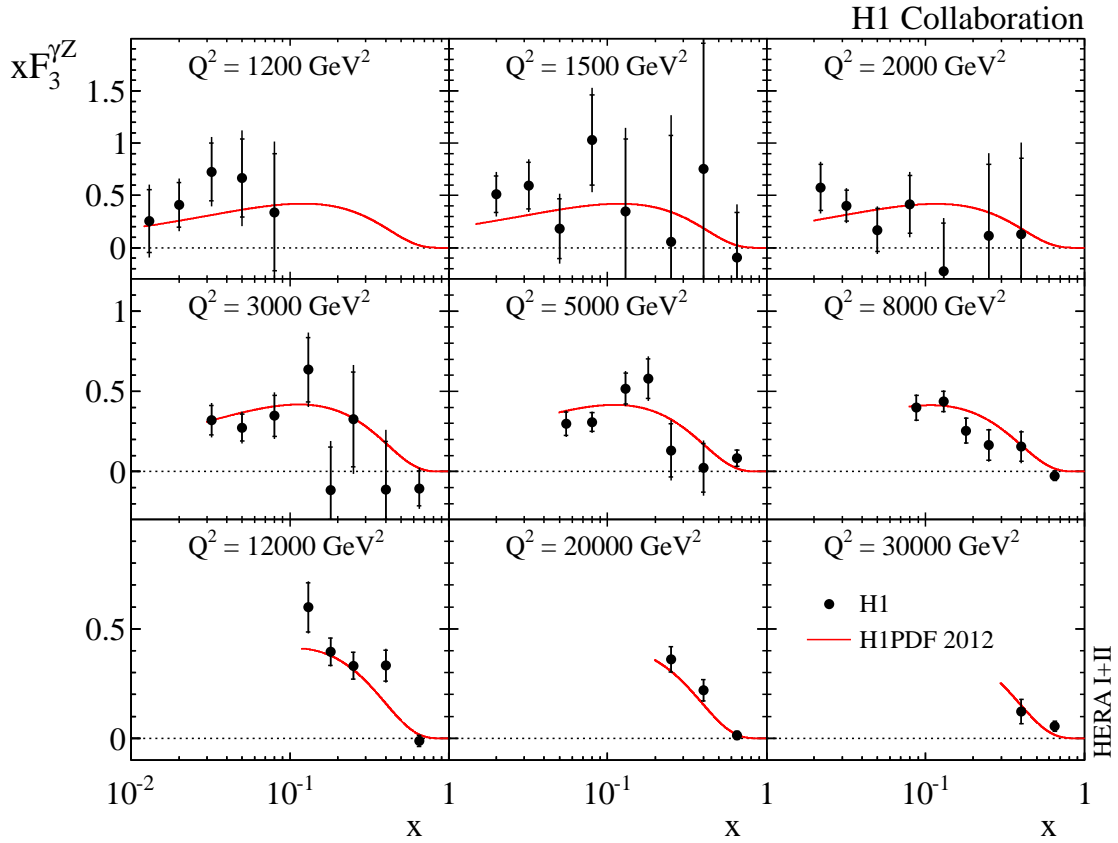 H1 Collaboration
xF₃^γZ
Q² = 1200 GeV²
Q² = 1500 GeV²
Q² = 2000 GeV²
1.5
1
0.5
0
Q² = 3000 GeV²
Q² = 5000 GeV²
Q² = 8000 GeV²
1
0.5
0
Q² = 12000 GeV²
Q² = 20000 GeV²
Q² = 30000 GeV²
H1
H1PDF 2012
0.5
0
10⁻² 10⁻¹ 1 10⁻¹ 1 10⁻¹ 1
x x x
HERA I+II